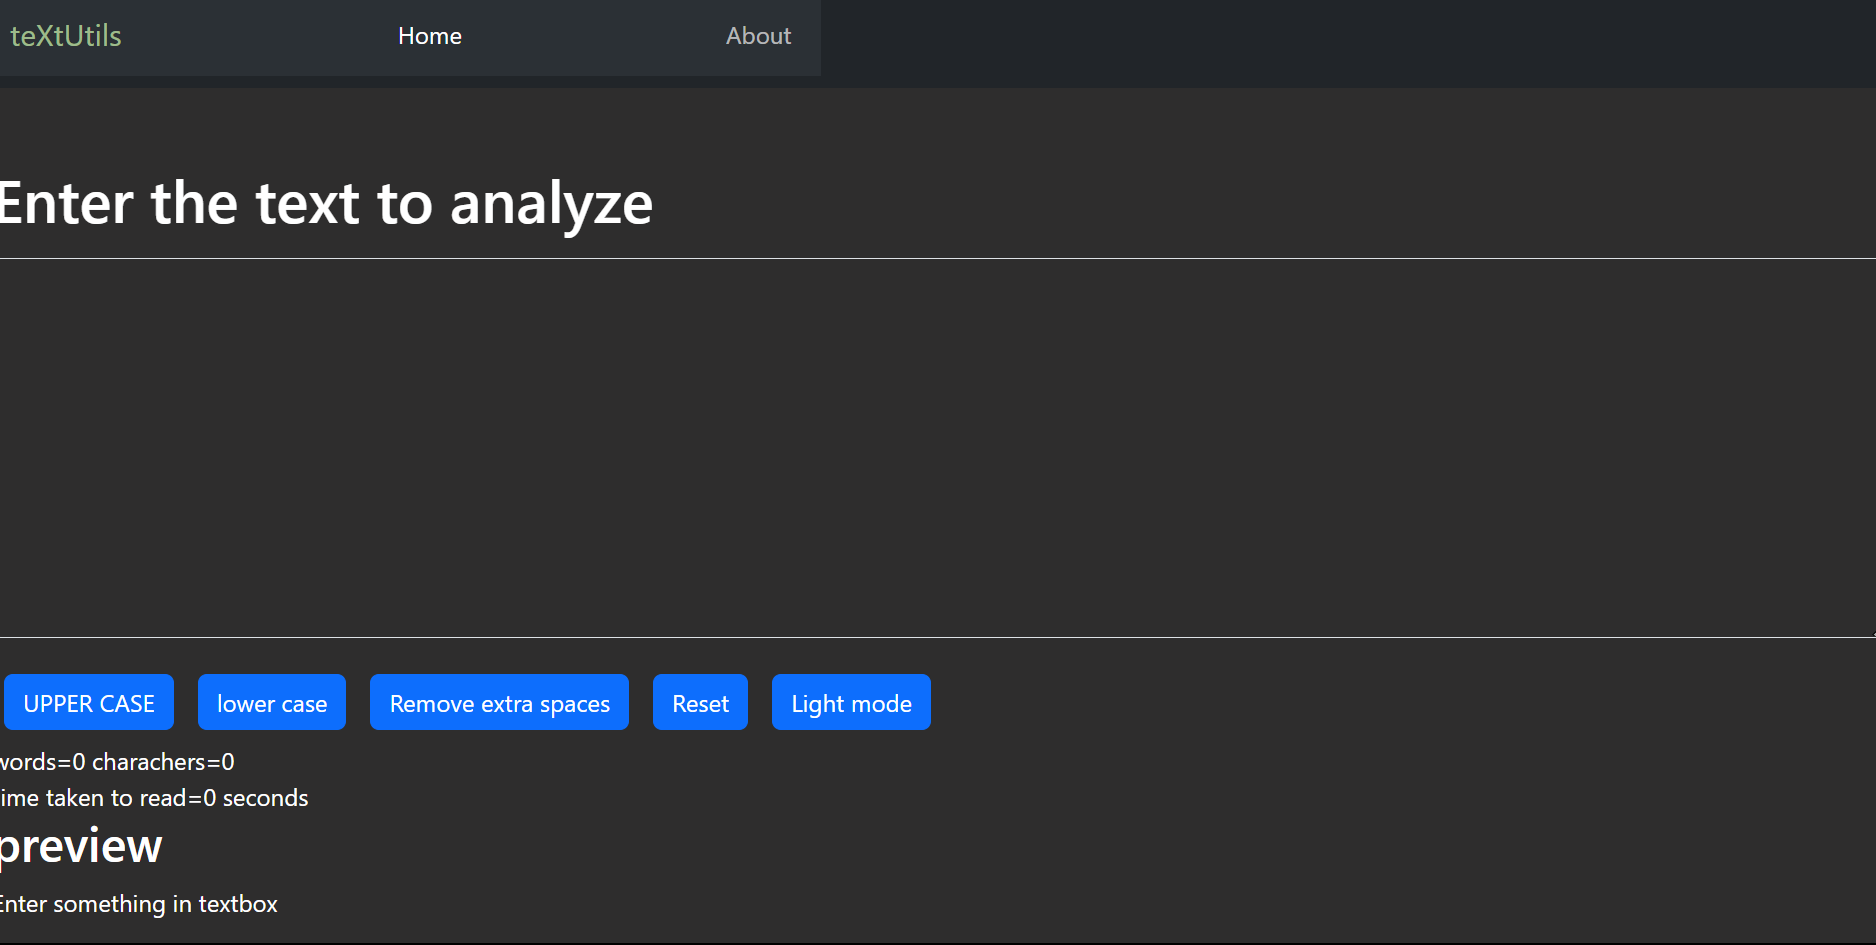 teXtUtils Home About
Enter the text to analyze
UPPER CASE lower case Remove extra spaces Reset Light mode
words=0 charachers=0
ime taken to read=0 seconds
preview
Enter something in textbox